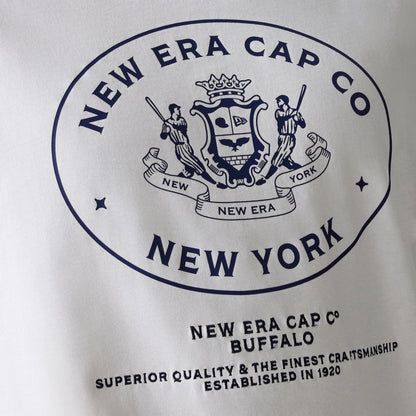 NEW ERA CAP CO
NEW YORK
NEW ERA
NEW YORK
NEW ERA CAP Cº
BUFFALO
SUPERIOR QUALITY & THE FINEST CRAFTSMANSHIP
ESTABLISHED IN 1920